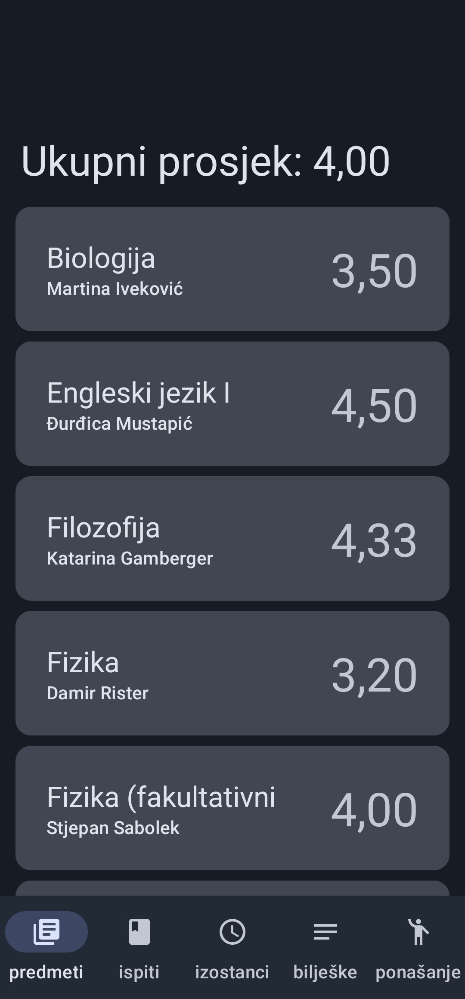 Ukupni prosjek: 4,00
Biologija
Martina Iveković
3,50
Engleski jezik I
Đurđica Mustapić
4,50
Filozofija
Katarina Gamberger
4,33
Fizika
Damir Rister
3,20
Fizika (fakultativni
Stjepan Sabolek
4,00
predmeti
ispiti
izostanci
bilješke
ponašanje